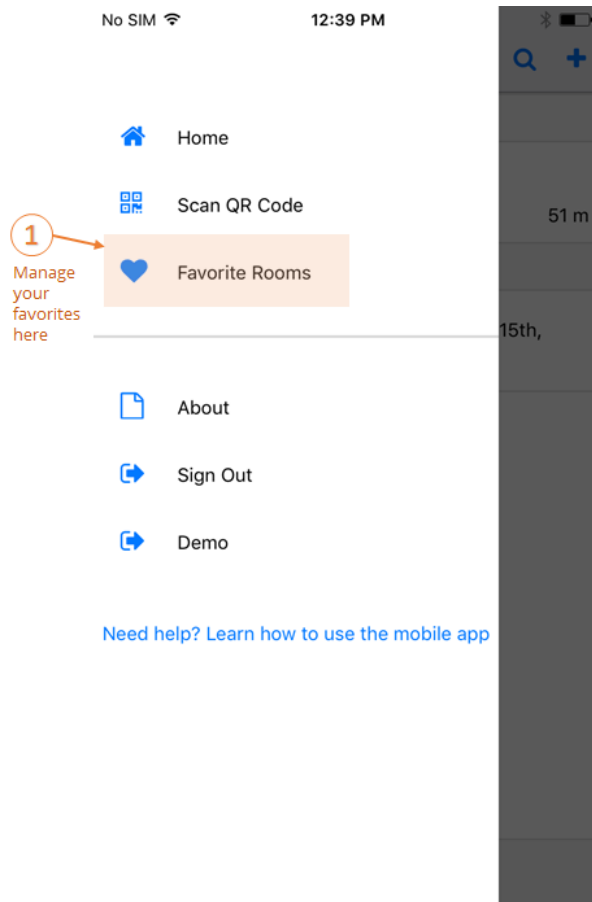 No SIM 12:39 PM
Home
Scan QR Code
51 m
1
Favorite Rooms
Manage
your
favorites
here
15th,
About
Sign Out
Demo
Need help? Learn how to use the mobile app